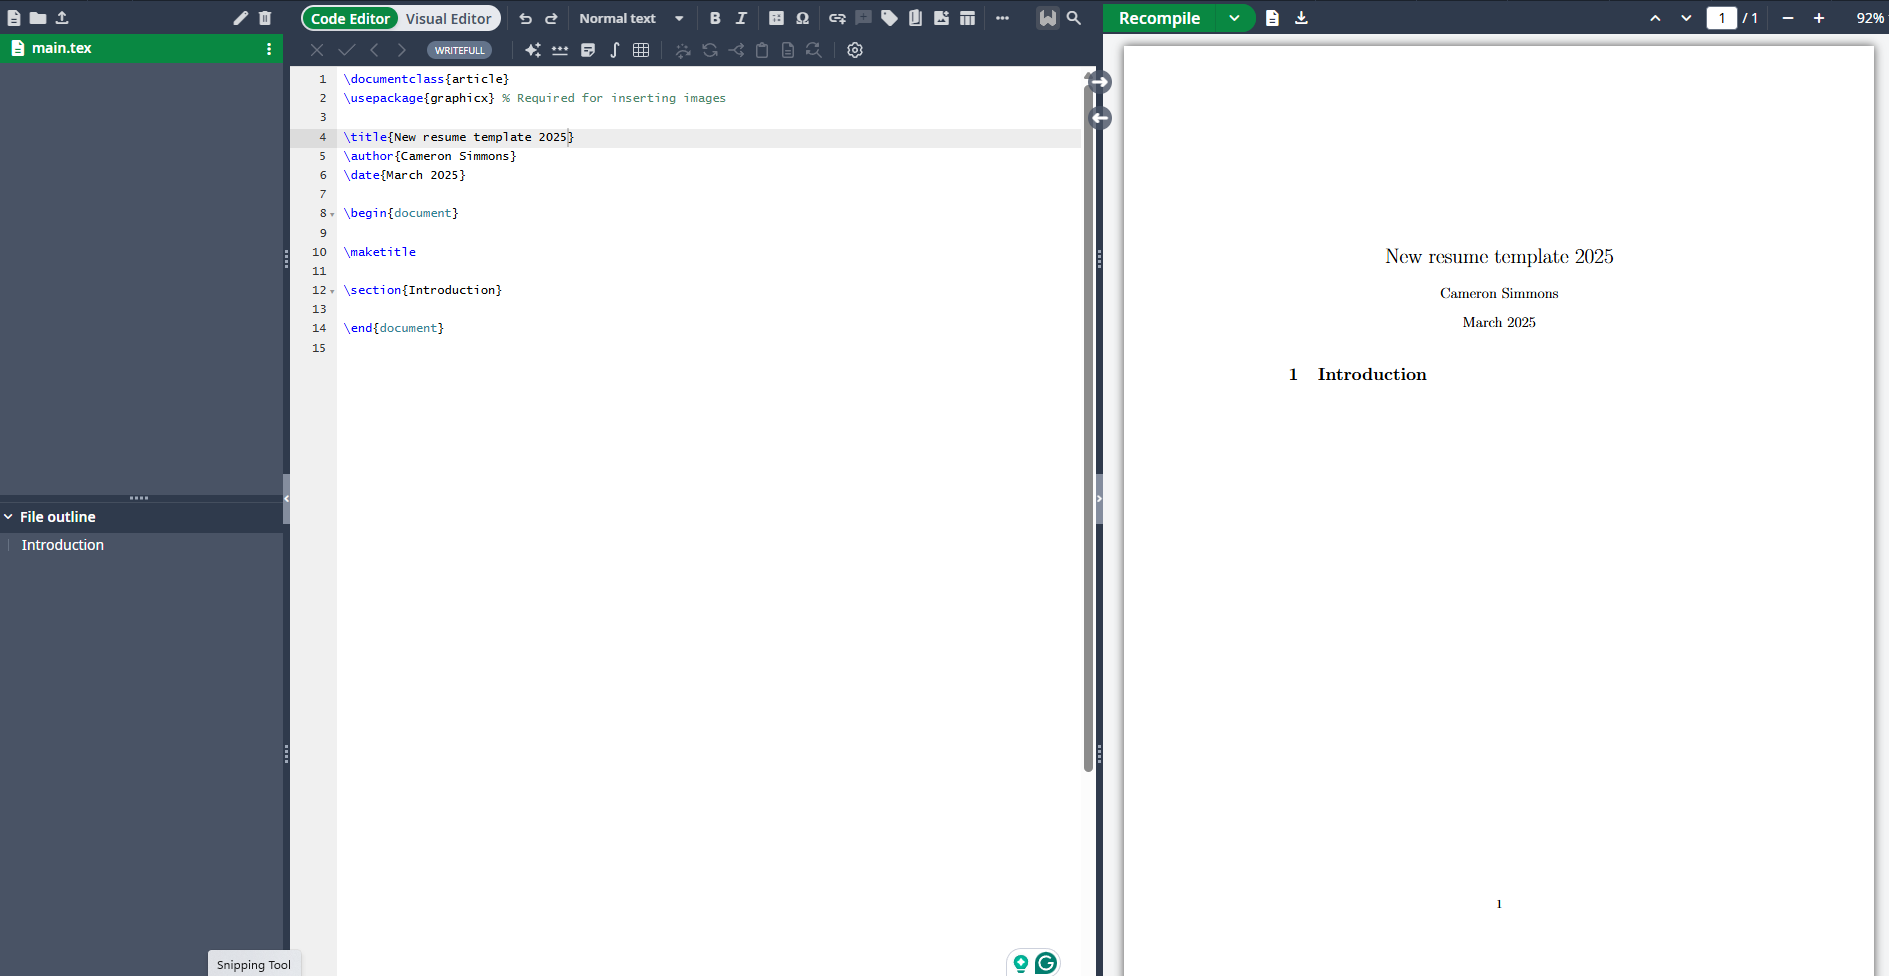 Code Editor Visual Editor Normal text B I Ω Recompile 1 / 1 92%
main.tex
WRITEFULL
1 \documentclass{article}
2 \usepackage{graphicx} % Required for inserting images
3
4 \title{New resume template 2025}
5 \author{Cameron Simmons}
6 \date{March 2025}
7
8 \begin{document}
9
10 \maketitle
11
12 \section{Introduction}
13
14 \end{document}
15
File outline
Introduction
Snipping Tool
New resume template 2025
Cameron Simmons
March 2025
1 Introduction
1